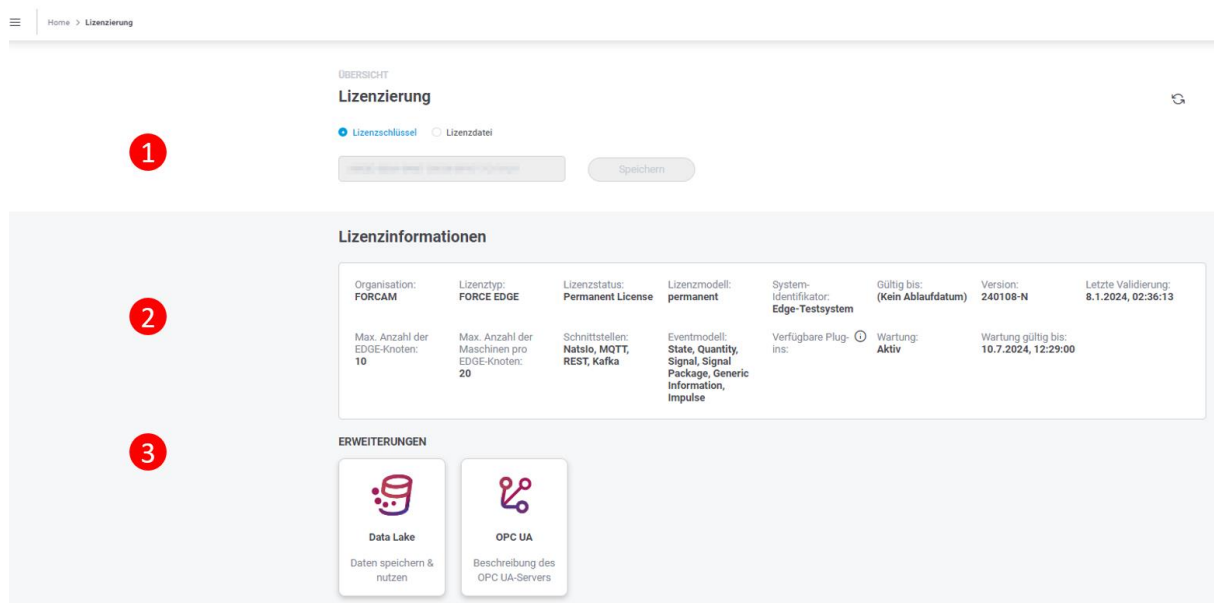 Home > Lizenzierung
ÜBERSICHT
Lizenzierung
Lizenzschlüssel Lizenzdatei
1
Speichern
Lizenzinformationen
2
Organisation:
FORCAM
Lizenztyp:
FORCE EDGE
Lizenzstatus:
Permanent License
Lizenzmodell:
permanent
System-
Identifikator:
Edge-Testsystem
Gültig bis:
(Kein Ablaufdatum)
Version:
240108-N
Letzte Validierung:
8.1.2024, 02:36:13
Max. Anzahl der
EDGE-Knoten:
10
Max. Anzahl der
Maschinen pro
EDGE-Knoten:
20
Schnittstellen:
NatsIo, MQTT,
REST, Kafka
Eventmodell:
State, Quantity,
Signal, Signal
Package, Generic
Information,
Impulse
Verfügbare Plug-
ins:
Wartung:
Aktiv
Wartung gültig bis:
10.7.2024, 12:29:00
3
ERWEITERUNGEN
Data Lake
Daten speichern &
nutzen
OPC UA
Beschreibung des
OPC UA-Servers